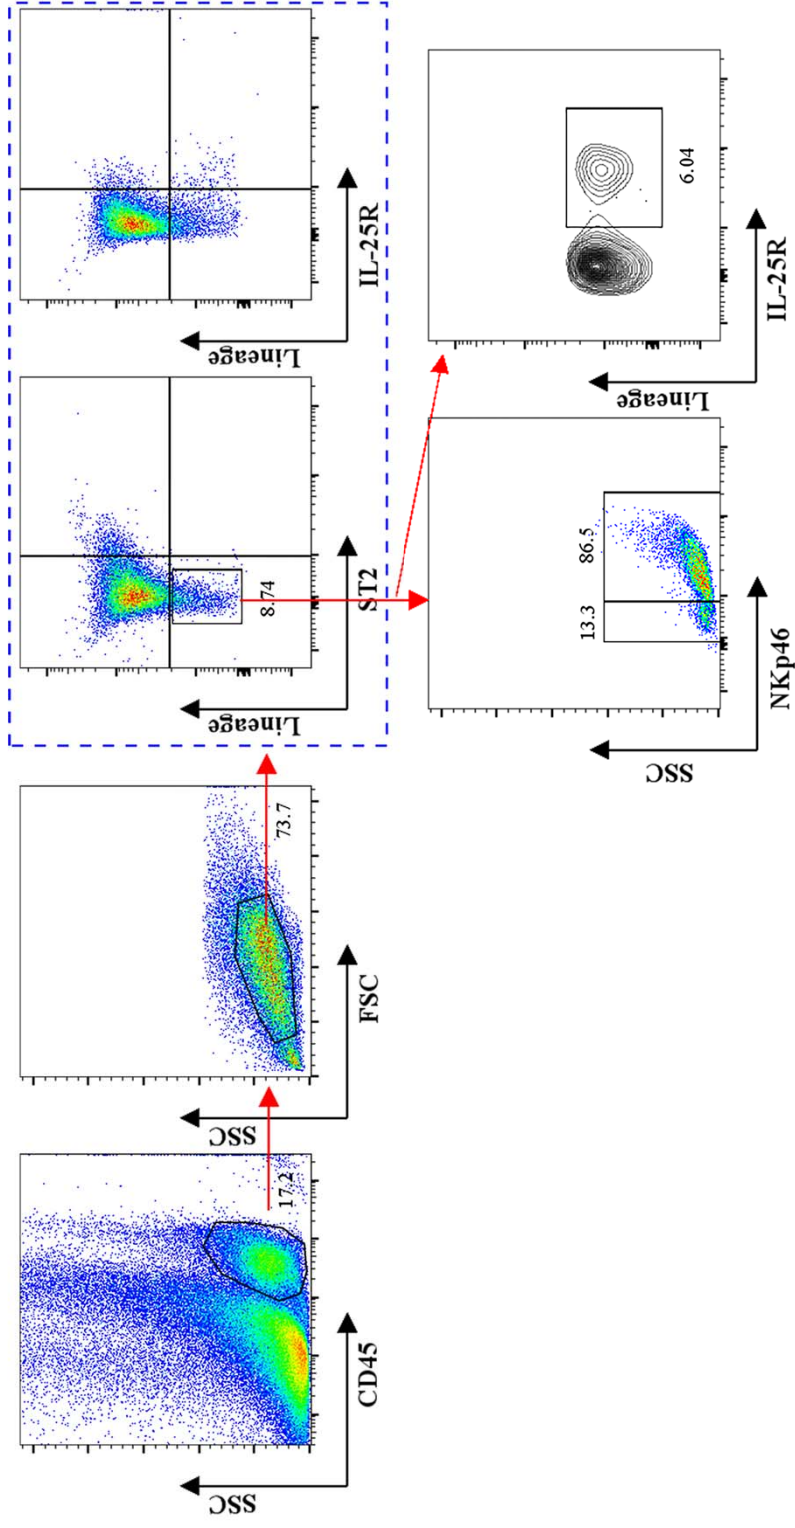 SSC
17.2
CD45
SSC
73.7
FSC
Lineage
8.74
ST2
Lineage
IL-25R
SSC
13.3
86.5
NKp46
Lineage
6.04
IL-25R